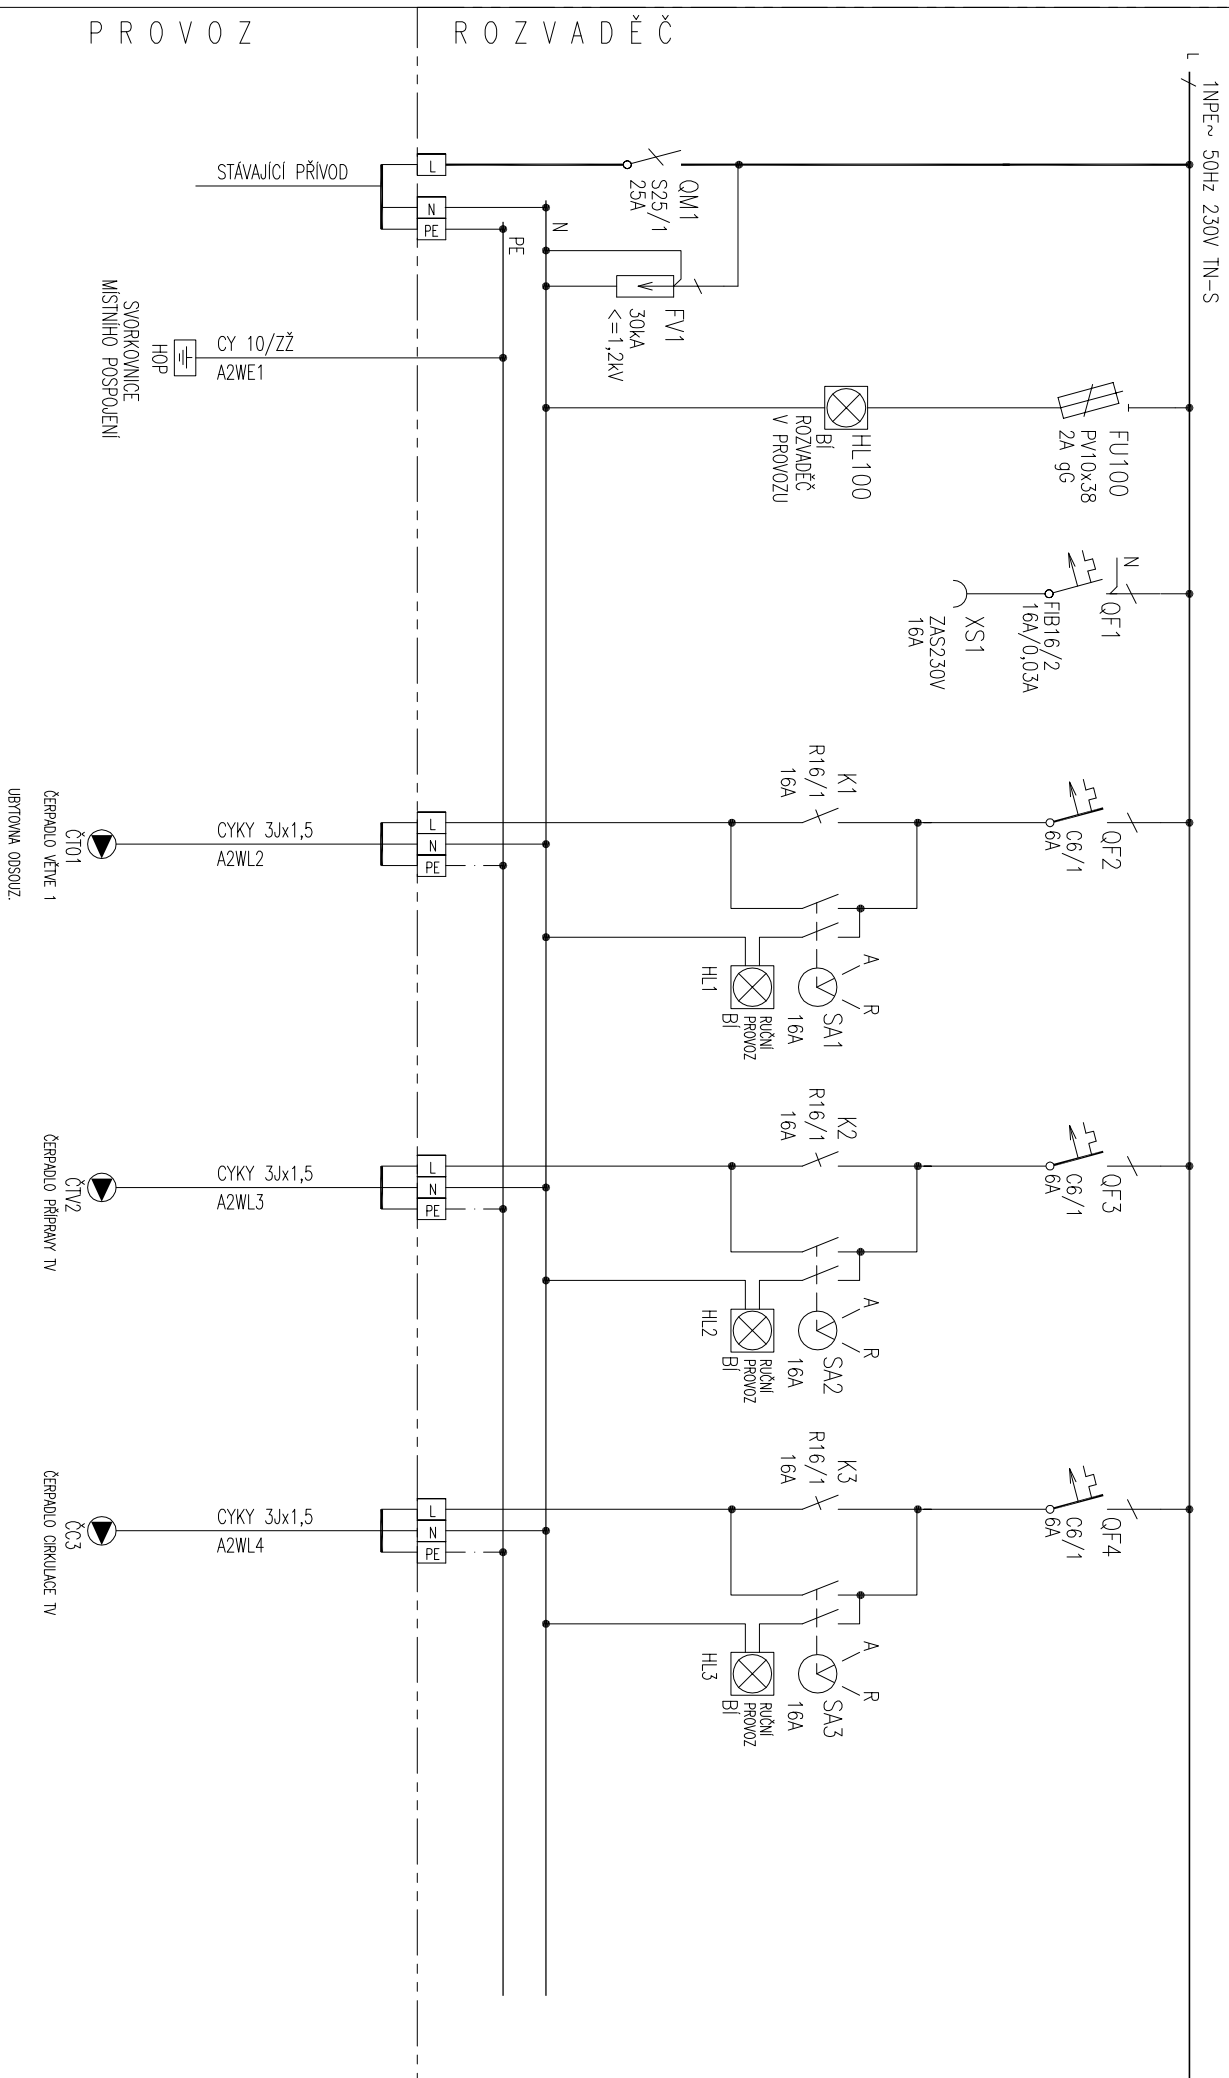 PROVOZ
ROZVADĚČ
L
1NPE~ 50Hz 230V TN-S
STÁVAJÍCÍ PŘÍVOD
L
N
PE
N
PE
QM1
S25/1
25A
FV1
30kA
<=1,2kV
CY 10/ZŽ
A2WE1
HOP
SVORKOVNICE
MÍSTNÍHO POSPOJENÍ
FU100
PV10x38
2A gG
HL100
BÍ
ROZVADĚČ
V PROVOZU
N
QF1
FIB16/2
16A/0,03A
XS1
ZAS230V
16A
QF2
C6/1
6A
K1
R16/1
16A
A
R
SA1
16A
HL1
RUČNÍ
PROVOZ
BÍ
L
N
PE
CYKY 3Jx1,5
A2WL2
ČT01
ČERPADLO VĚTVE 1
UBYTOVNA ODSOUZ.
QF3
C6/1
6A
K2
R16/1
16A
A
R
SA2
16A
HL2
RUČNÍ
PROVOZ
BÍ
L
N
PE
CYKY 3Jx1,5
A2WL3
ČTV2
ČERPADLO PŘÍPRAVY TV
QF4
C6/1
6A
K3
R16/1
16A
A
R
SA3
16A
HL3
RUČNÍ
PROVOZ
BÍ
L
N
PE
CYKY 3Jx1,5
A2WL4
ČC3
ČERPADLO CIRKULACE TV